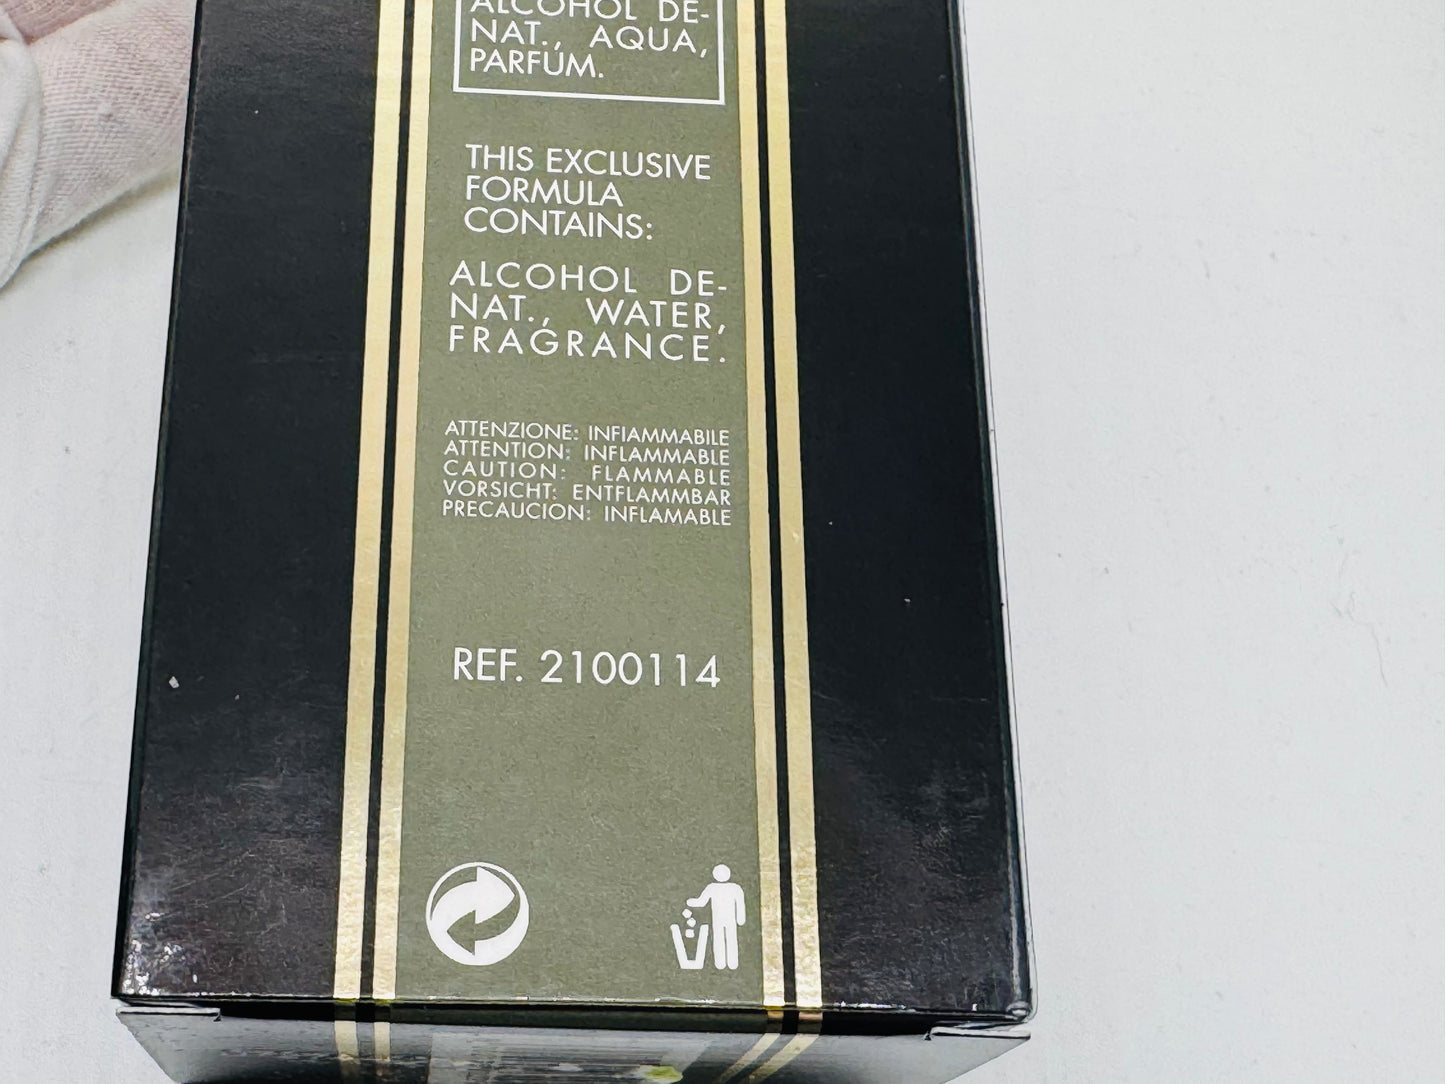 ALCOHOL DE-
NAT., AQUA,
PARFUM.
THIS EXCLUSIVE
FORMULA
CONTAINS:
ALCOHOL DE-
NAT., WATER,
FRAGRANCE.
ATTENZIONE: INFIAMMABILE
ATTENTION: INFLAMMABLE
CAUTION: FLAMMABLE
VORSICHT: ENTFLAMMBAR
PRECAUCION: INFLAMABLE
REF. 2100114